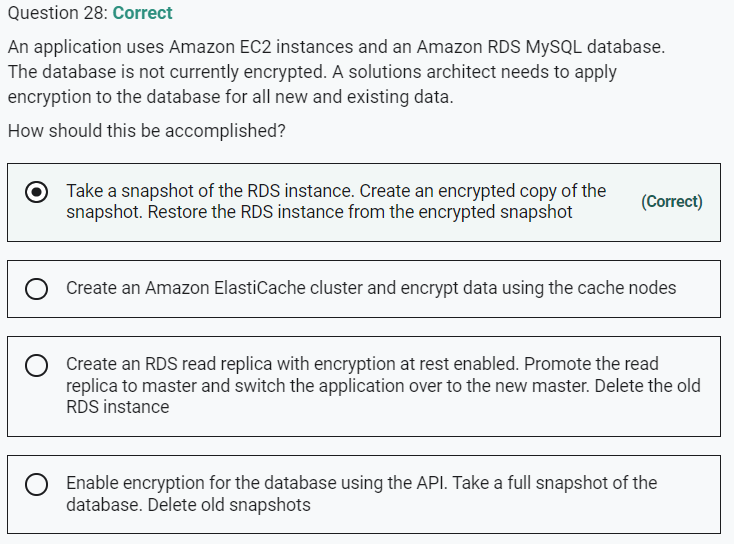 Question 28: Correct
An application uses Amazon EC2 instances and an Amazon RDS MySQL database.
The database is not currently encrypted. A solutions architect needs to apply
encryption to the database for all new and existing data.
How should this be accomplished?
Take a snapshot of the RDS instance. Create an encrypted copy of the
snapshot. Restore the RDS instance from the encrypted snapshot
(Correct)
Create an Amazon ElastiCache cluster and encrypt data using the cache nodes
Create an RDS read replica with encryption at rest enabled. Promote the read
replica to master and switch the application over to the new master. Delete the old
RDS instance
Enable encryption for the database using the API. Take a full snapshot of the
database. Delete old snapshots